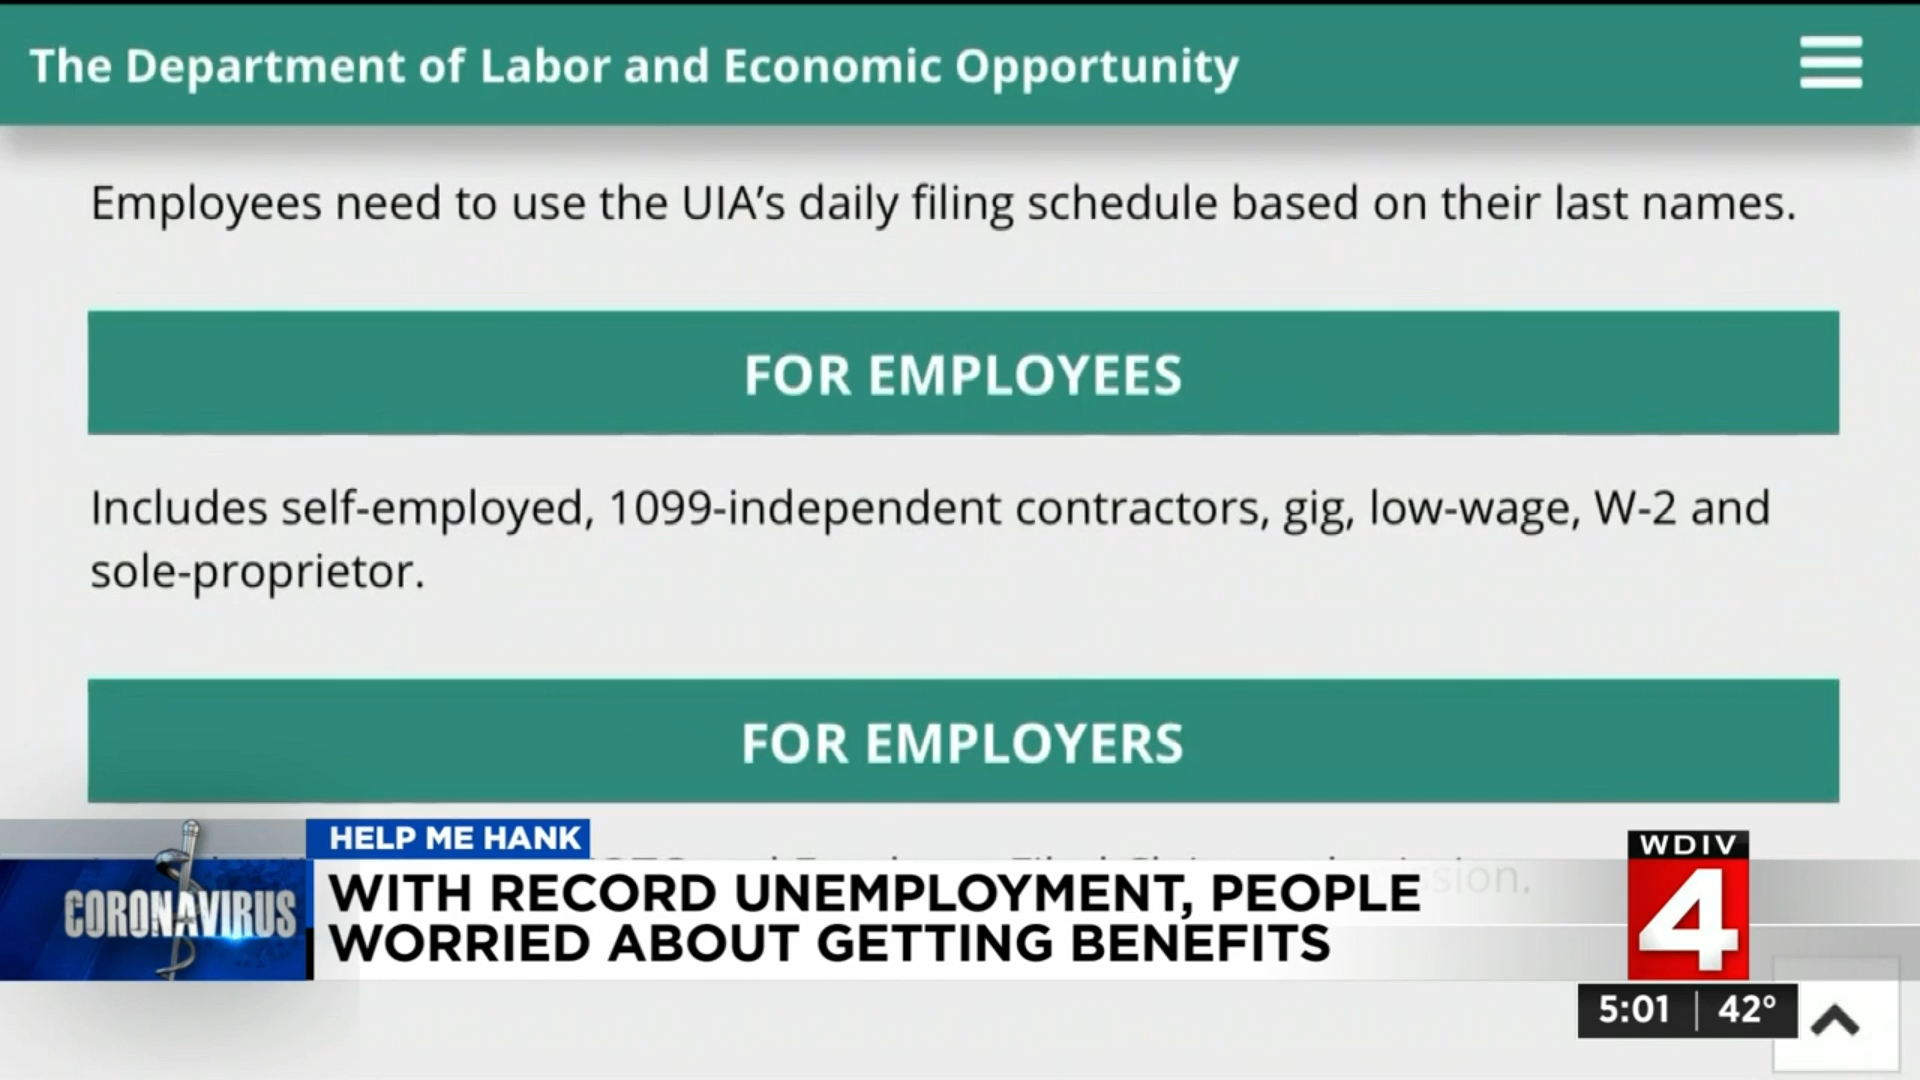 The Department of Labor and Economic Opportunity
Employees need to use the UIA's daily filing schedule based on their last names.
FOR EMPLOYEES
Includes self-employed, 1099-independent contractors, gig, low-wage, W-2 and
sole-proprietor.
FOR EMPLOYERS
HELP ME HANK
CORONAVIRUS
WITH RECORD UNEMPLOYMENT, PEOPLE
WORRIED ABOUT GETTING BENEFITS
WDIV
4
5:01 42°